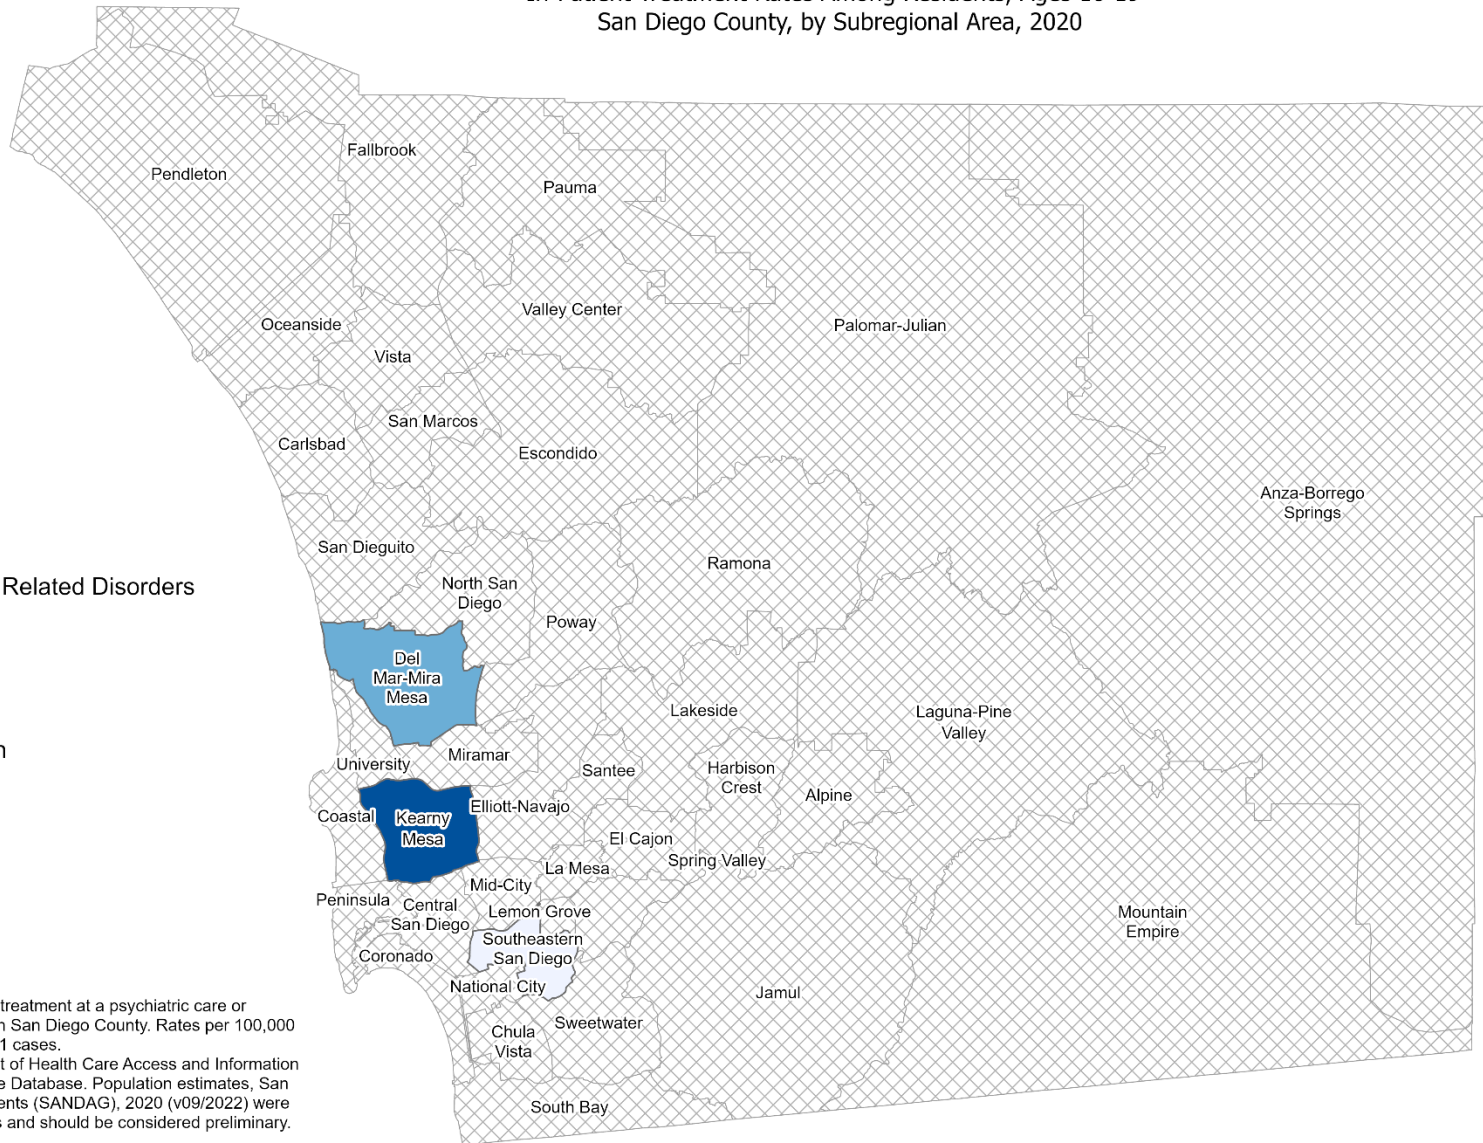 San Diego County, by Subregional Area, 2020
Fallbrook
Pendleton
Pauma
Valley Center
Oceanside
Palomar-Julian
Vista
San Marcos
Carlsbad
Escondido
Anza-Borrego
Springs
San Dieguito
Ramona
Related Disorders
North San
Diego
Poway
Del
Mar-Mira
Mesa
Lakeside
Laguna-Pine
Valley
Miramar
University
Santee
Harbison
Crest
Alpine
Elliott-Navajo
Coastal
Kearny
Mesa
El Cajon
Spring Valley
La Mesa
Mid-City
Peninsula
Central
San Diego
Lemon Grove
Mountain
Empire
Southeastern
San Diego
Coronado
National City
Jamul
Sweetwater
Chula
Vista
South Bay
treatment at a psychiatric care or
San Diego County. Rates per 100,000
1 cases.
of Health Care Access and Information
Database. Population estimates, San
(SANDAG), 2020 (v09/2022) were
and should be considered preliminary.